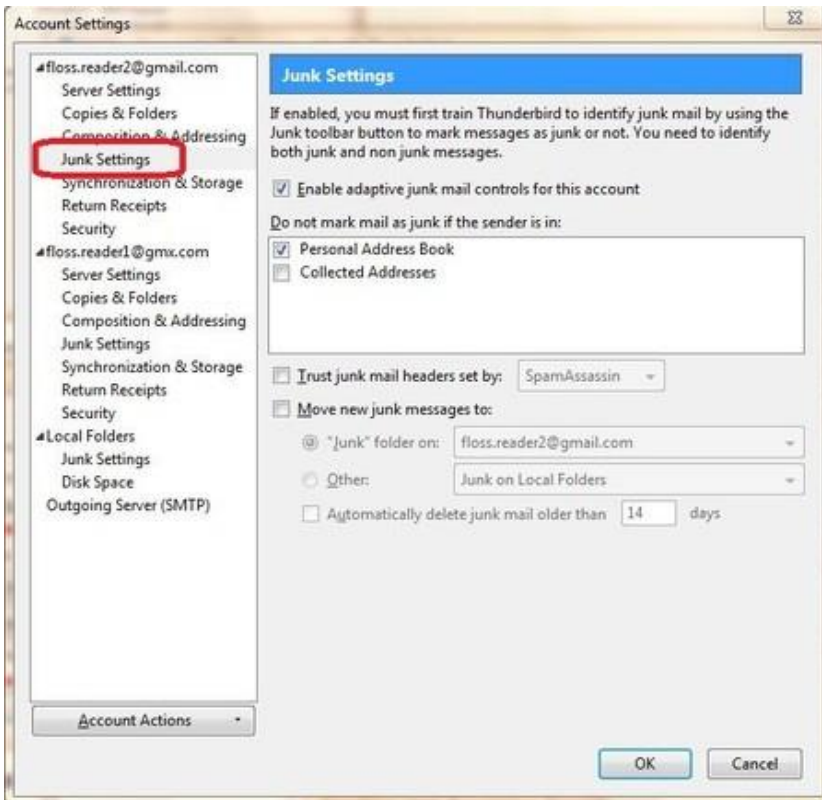 Account Settings
floss.reader2@gmail.com
Server Settings
Copies & Folders
Composition & Addressing
Junk Settings
Synchronization & Storage
Return Receipts
Security
floss.reader1@gmx.com
Server Settings
Copies & Folders
Composition & Addressing
Junk Settings
Synchronization & Storage
Return Receipts
Security
Local Folders
Junk Settings
Disk Space
Outgoing Server (SMTP)
Account Actions
Junk Settings
If enabled, you must first train Thunderbird to identify junk mail by using the
Junk toolbar button to mark messages as junk or not. You need to identify
both junk and non junk messages.
Enable adaptive junk mail controls for this account
Do not mark mail as junk if the sender is in:
Personal Address Book
Collected Addresses
Trust junk mail headers set by: SpamAssassin
Move new junk messages to:
"Junk" folder on: floss.reader2@gmail.com
Other: Junk on Local Folders
Automatically delete junk mail older than 14 days
OK Cancel